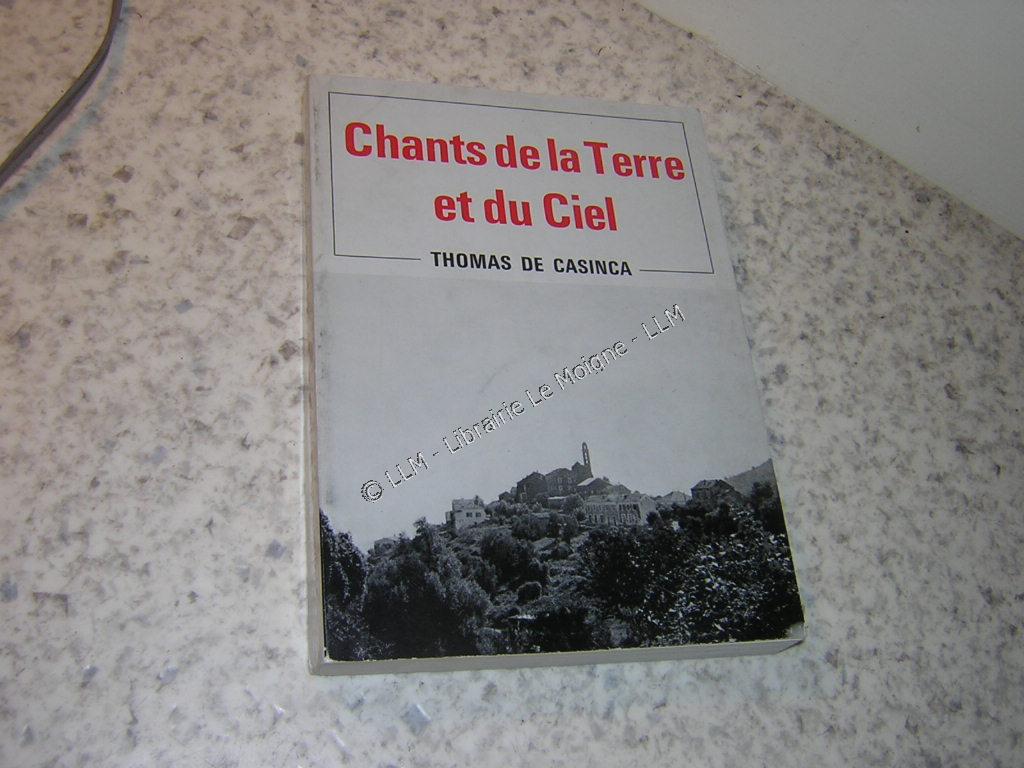 Chants de la Terre
et du Ciel
THOMAS DE CASINCA
© LLM - Librairie Le Moigne - LLM